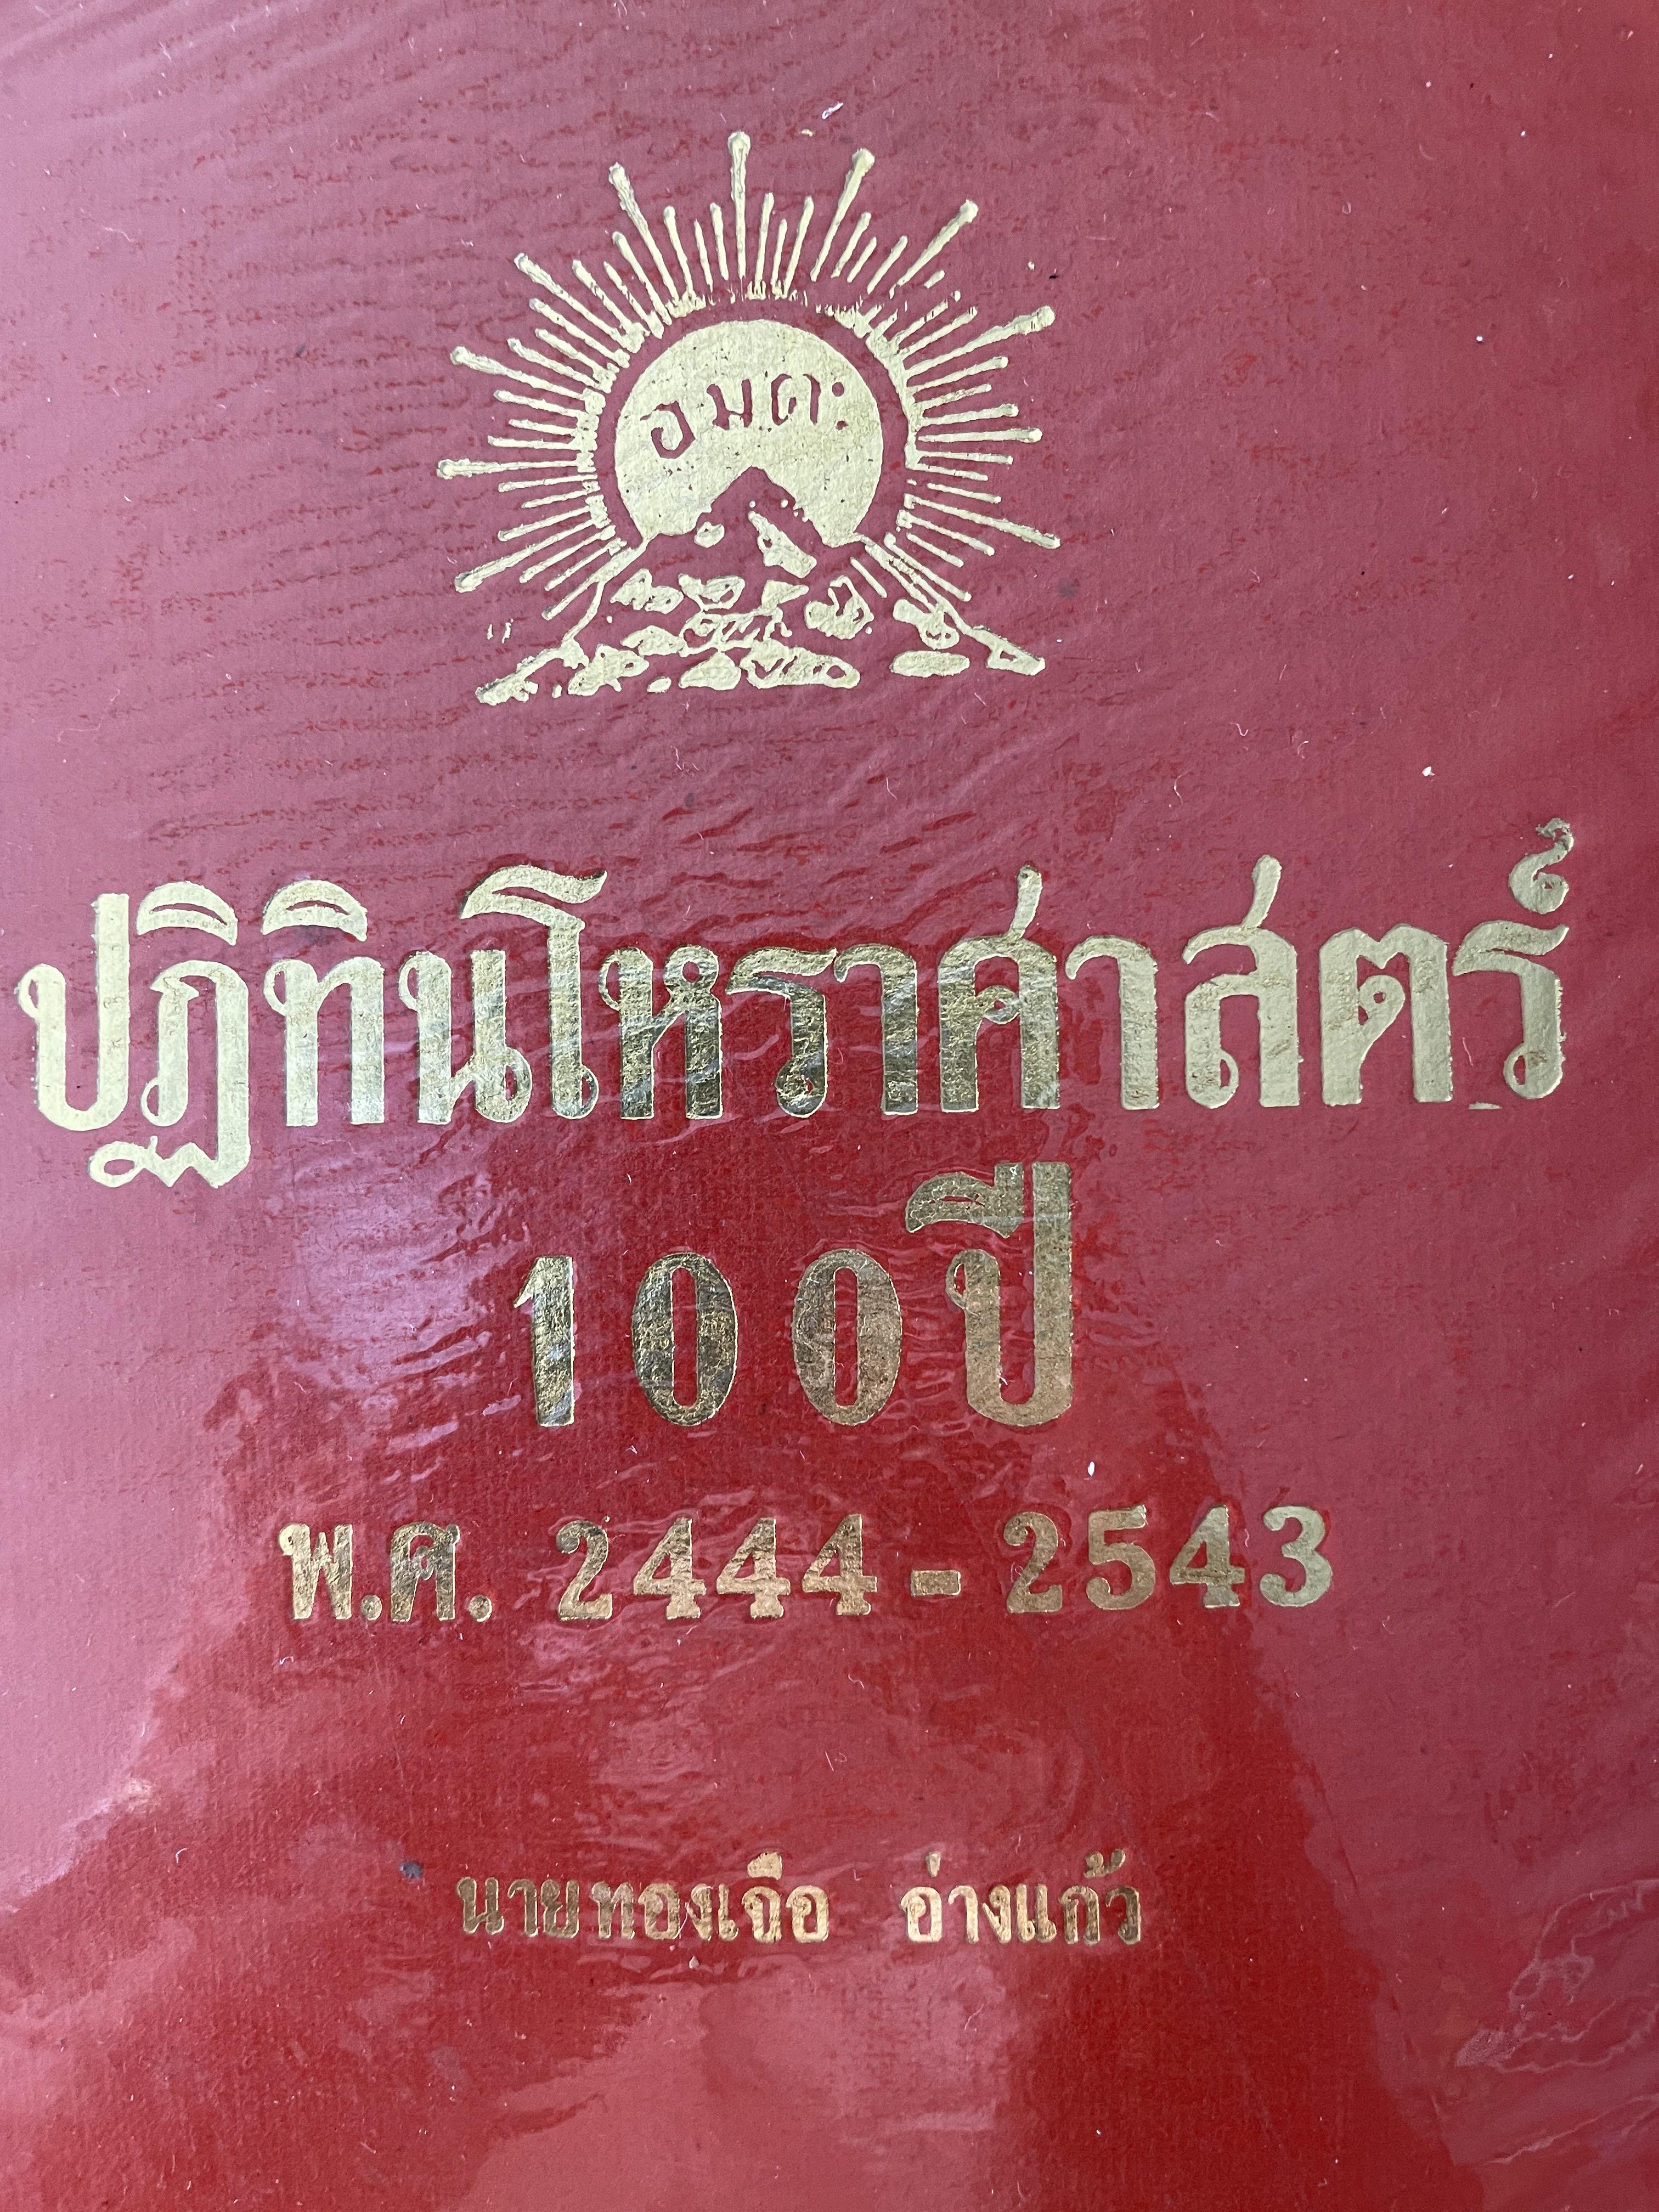 อมตะ
ปฏิทินโหราศาสตร์
100ปี
พ.ศ. 2444-2543
นายทองเจือ อ่างแก้ว